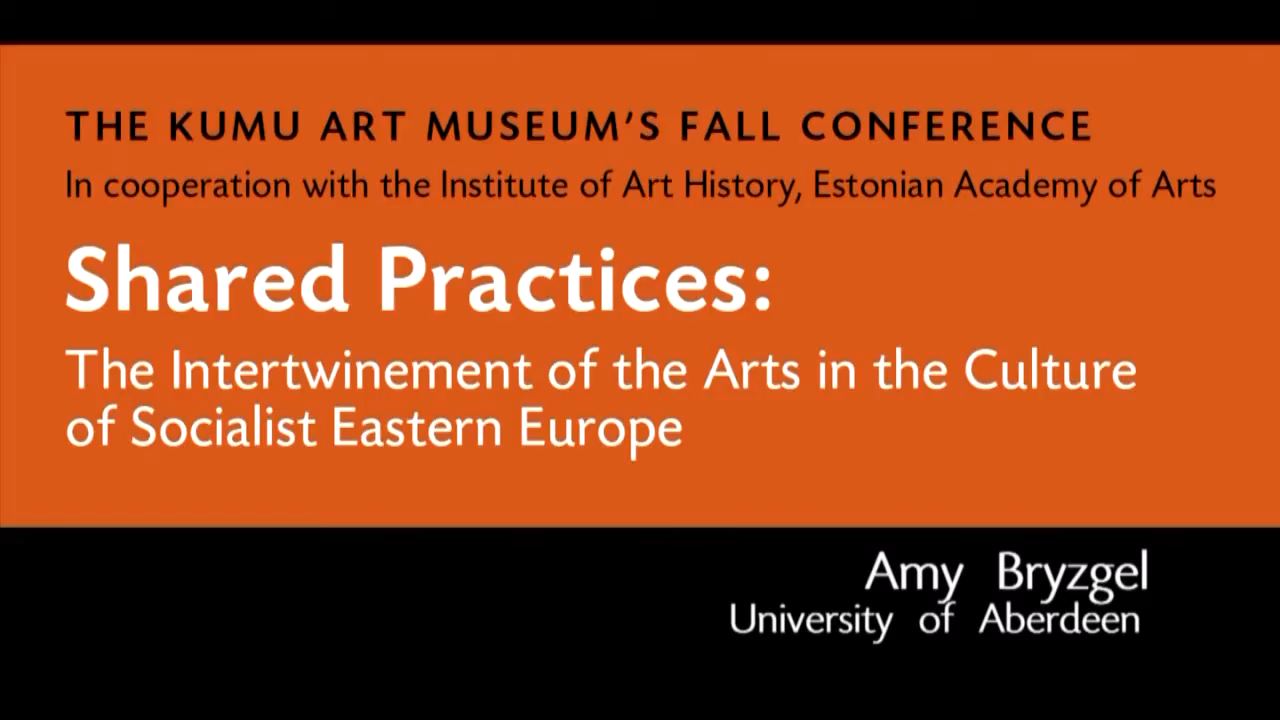 THE KUMU ART MUSEUM’S FALL CONFERENCE
In cooperation with the Institute of Art History, Estonian Academy of Arts
Shared Practices:
The Intertwinement of the Arts in the Culture
of Socialist Eastern Europe
Amy Bryzgel
University of Aberdeen